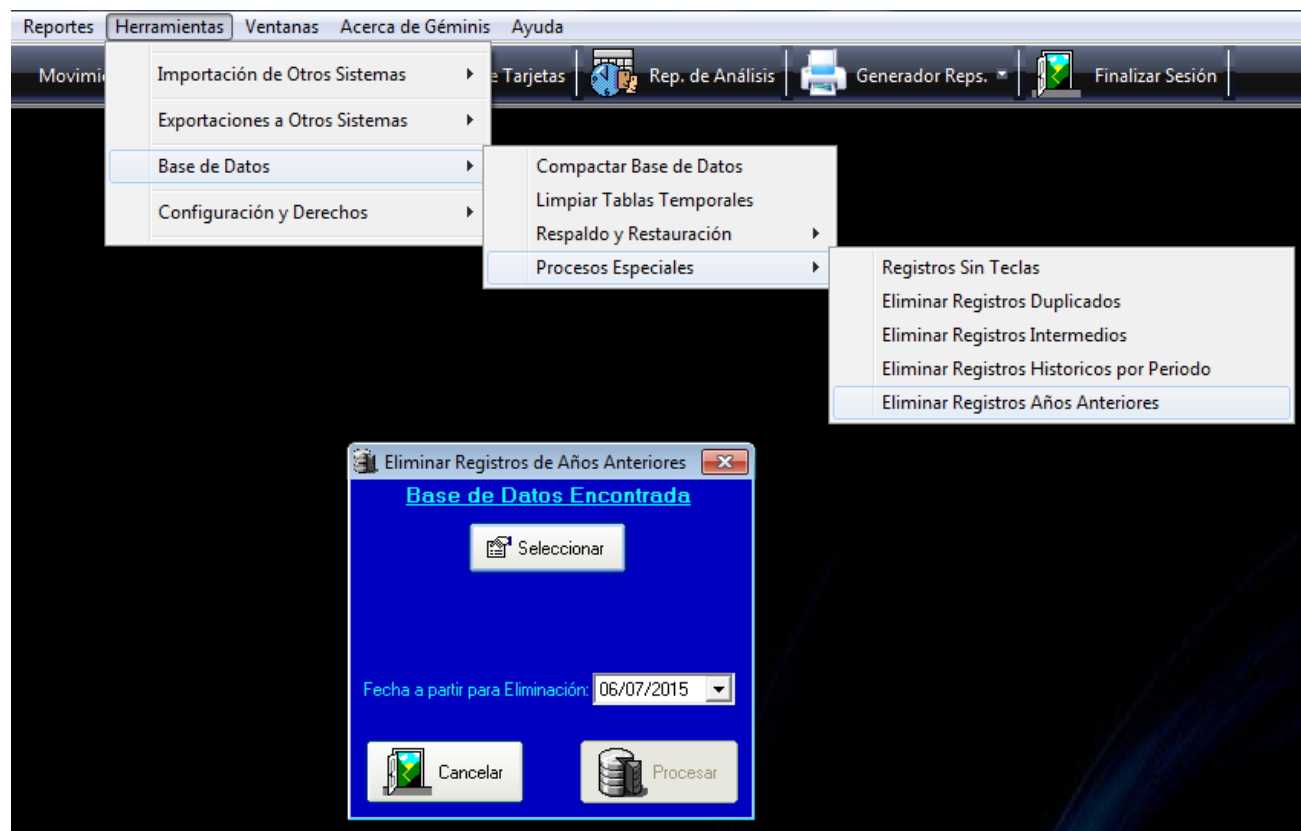 Reportes Herramientas Ventanas Acerca de Géminis Ayuda
Importación de Otros Sistemas
Tarjetas Rep. de Análisis Generador Reps. Finalizar Sesión
Exportaciones a Otros Sistemas
Base de Datos
Configuración y Derechos
Compactar Base de Datos
Limpiar Tablas Temporales
Respaldo y Restauración
Procesos Especiales
Registros Sin Teclas
Eliminar Registros Duplicados
Eliminar Registros Intermedios
Eliminar Registros Historicos por Periodo
Eliminar Registros Años Anteriores
Eliminar Registros de Años Anteriores
Base de Datos Encontrada
Seleccionar
Fecha a partir para Eliminación: 06/07/2015
Cancelar Procesar